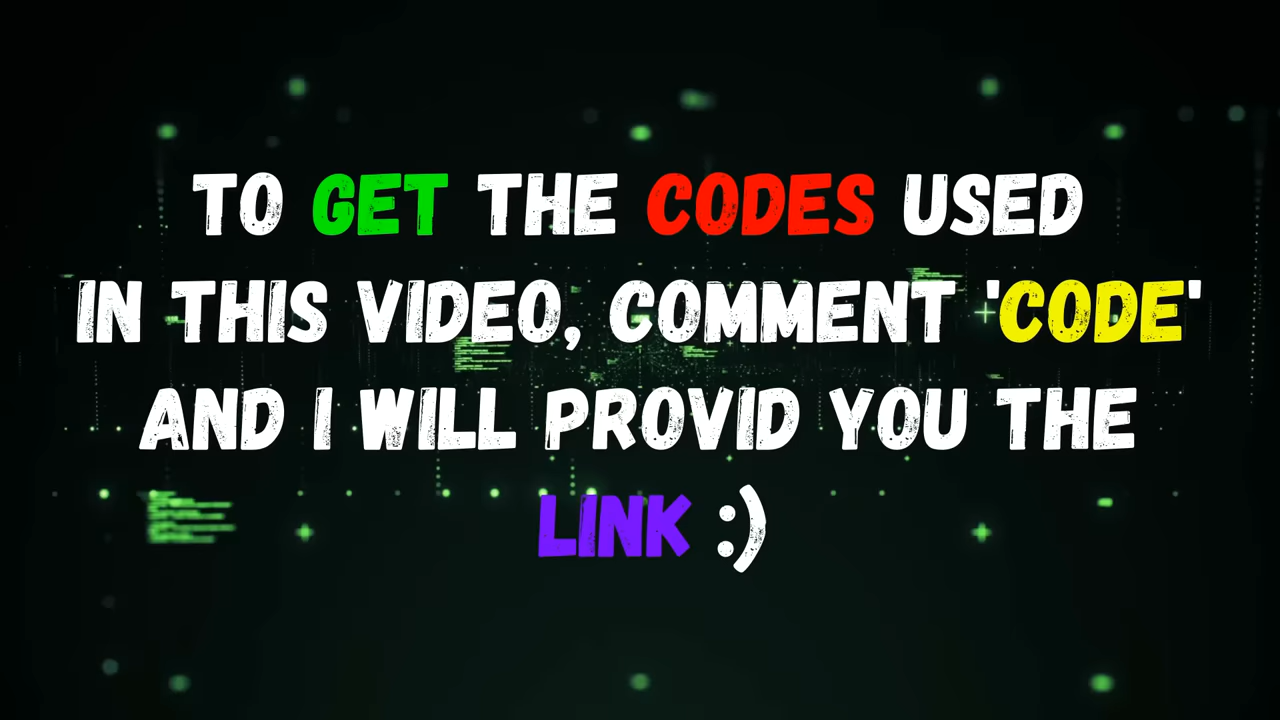 TO GET THE CODES USED
IN THIS VIDEO, COMMENT 'CODE'
AND I WILL PROVID YOU THE
LINK :)